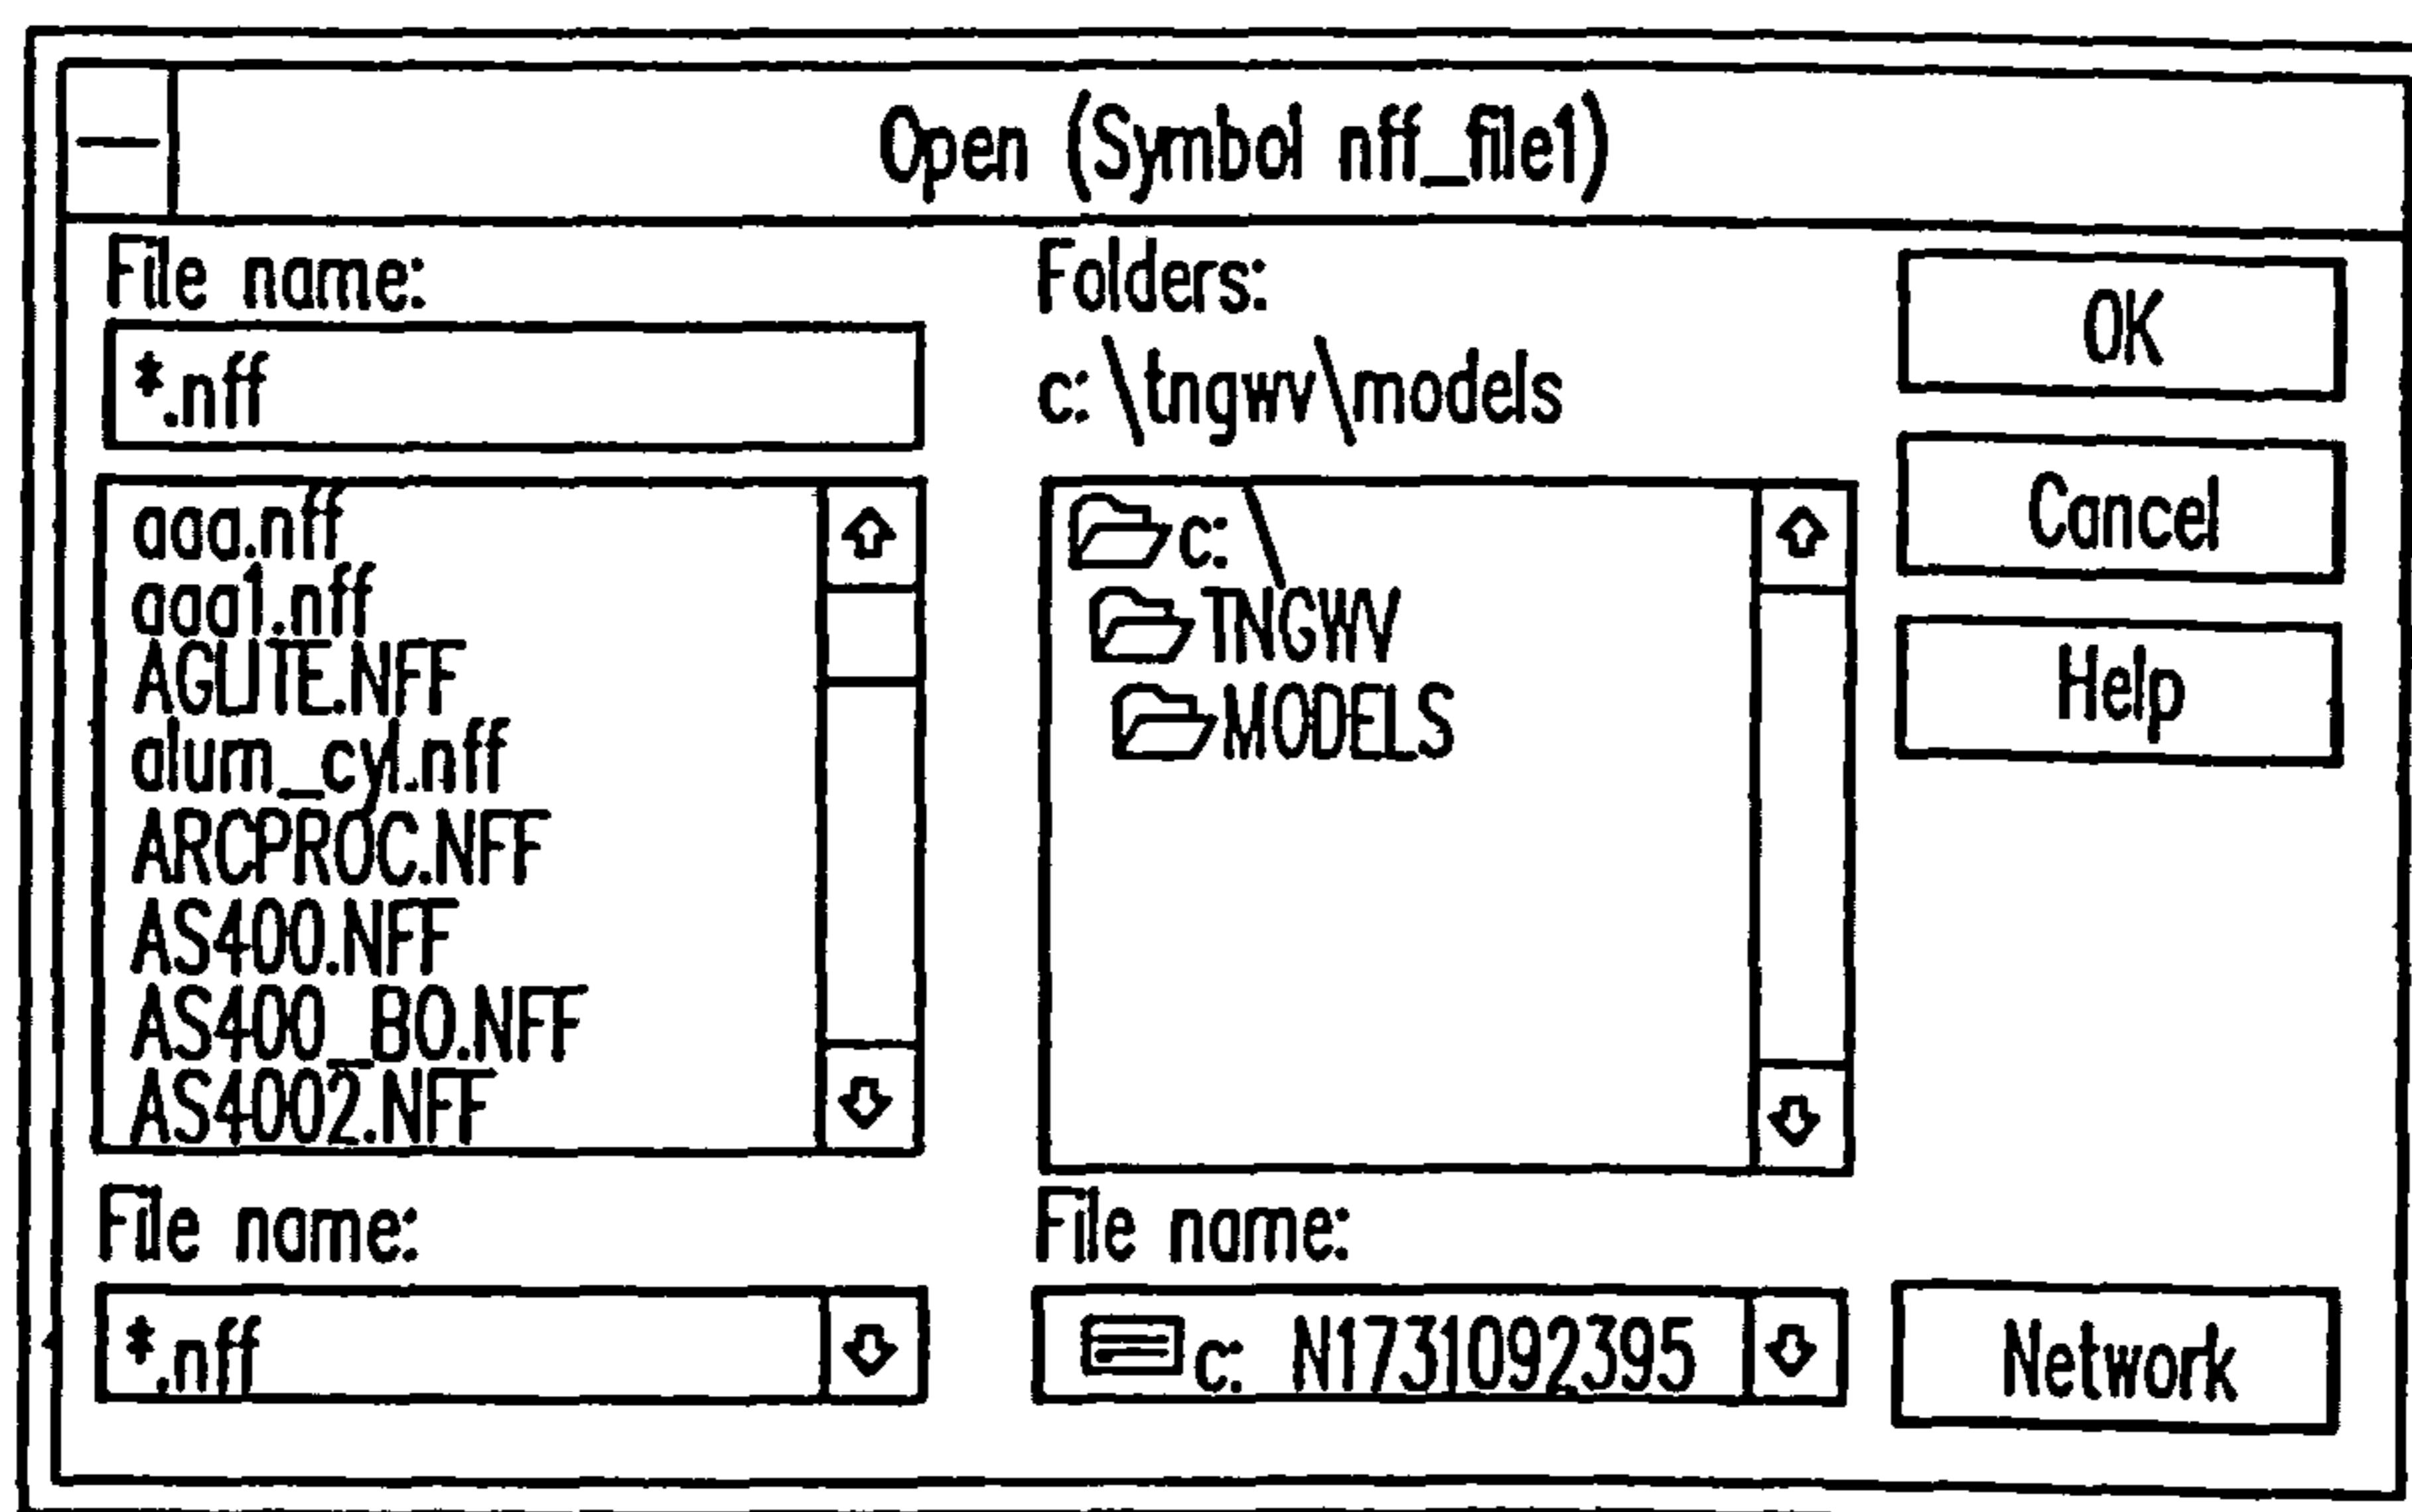 Open (Symbol nff_file1)
File name:
*.nff
aaa.nff
aaa1.nff
AGLITE.NFF
alum_cyl.nff
ARCPROC.NFF
AS400.NFF
AS400_BO.NFF
AS4002.NFF
File name:
*.nff
Folders:
c:\tngwv\models
c:\
TNGWV
MODELS
File name:
c: N1731092395
OK
Cancel
Help
Network